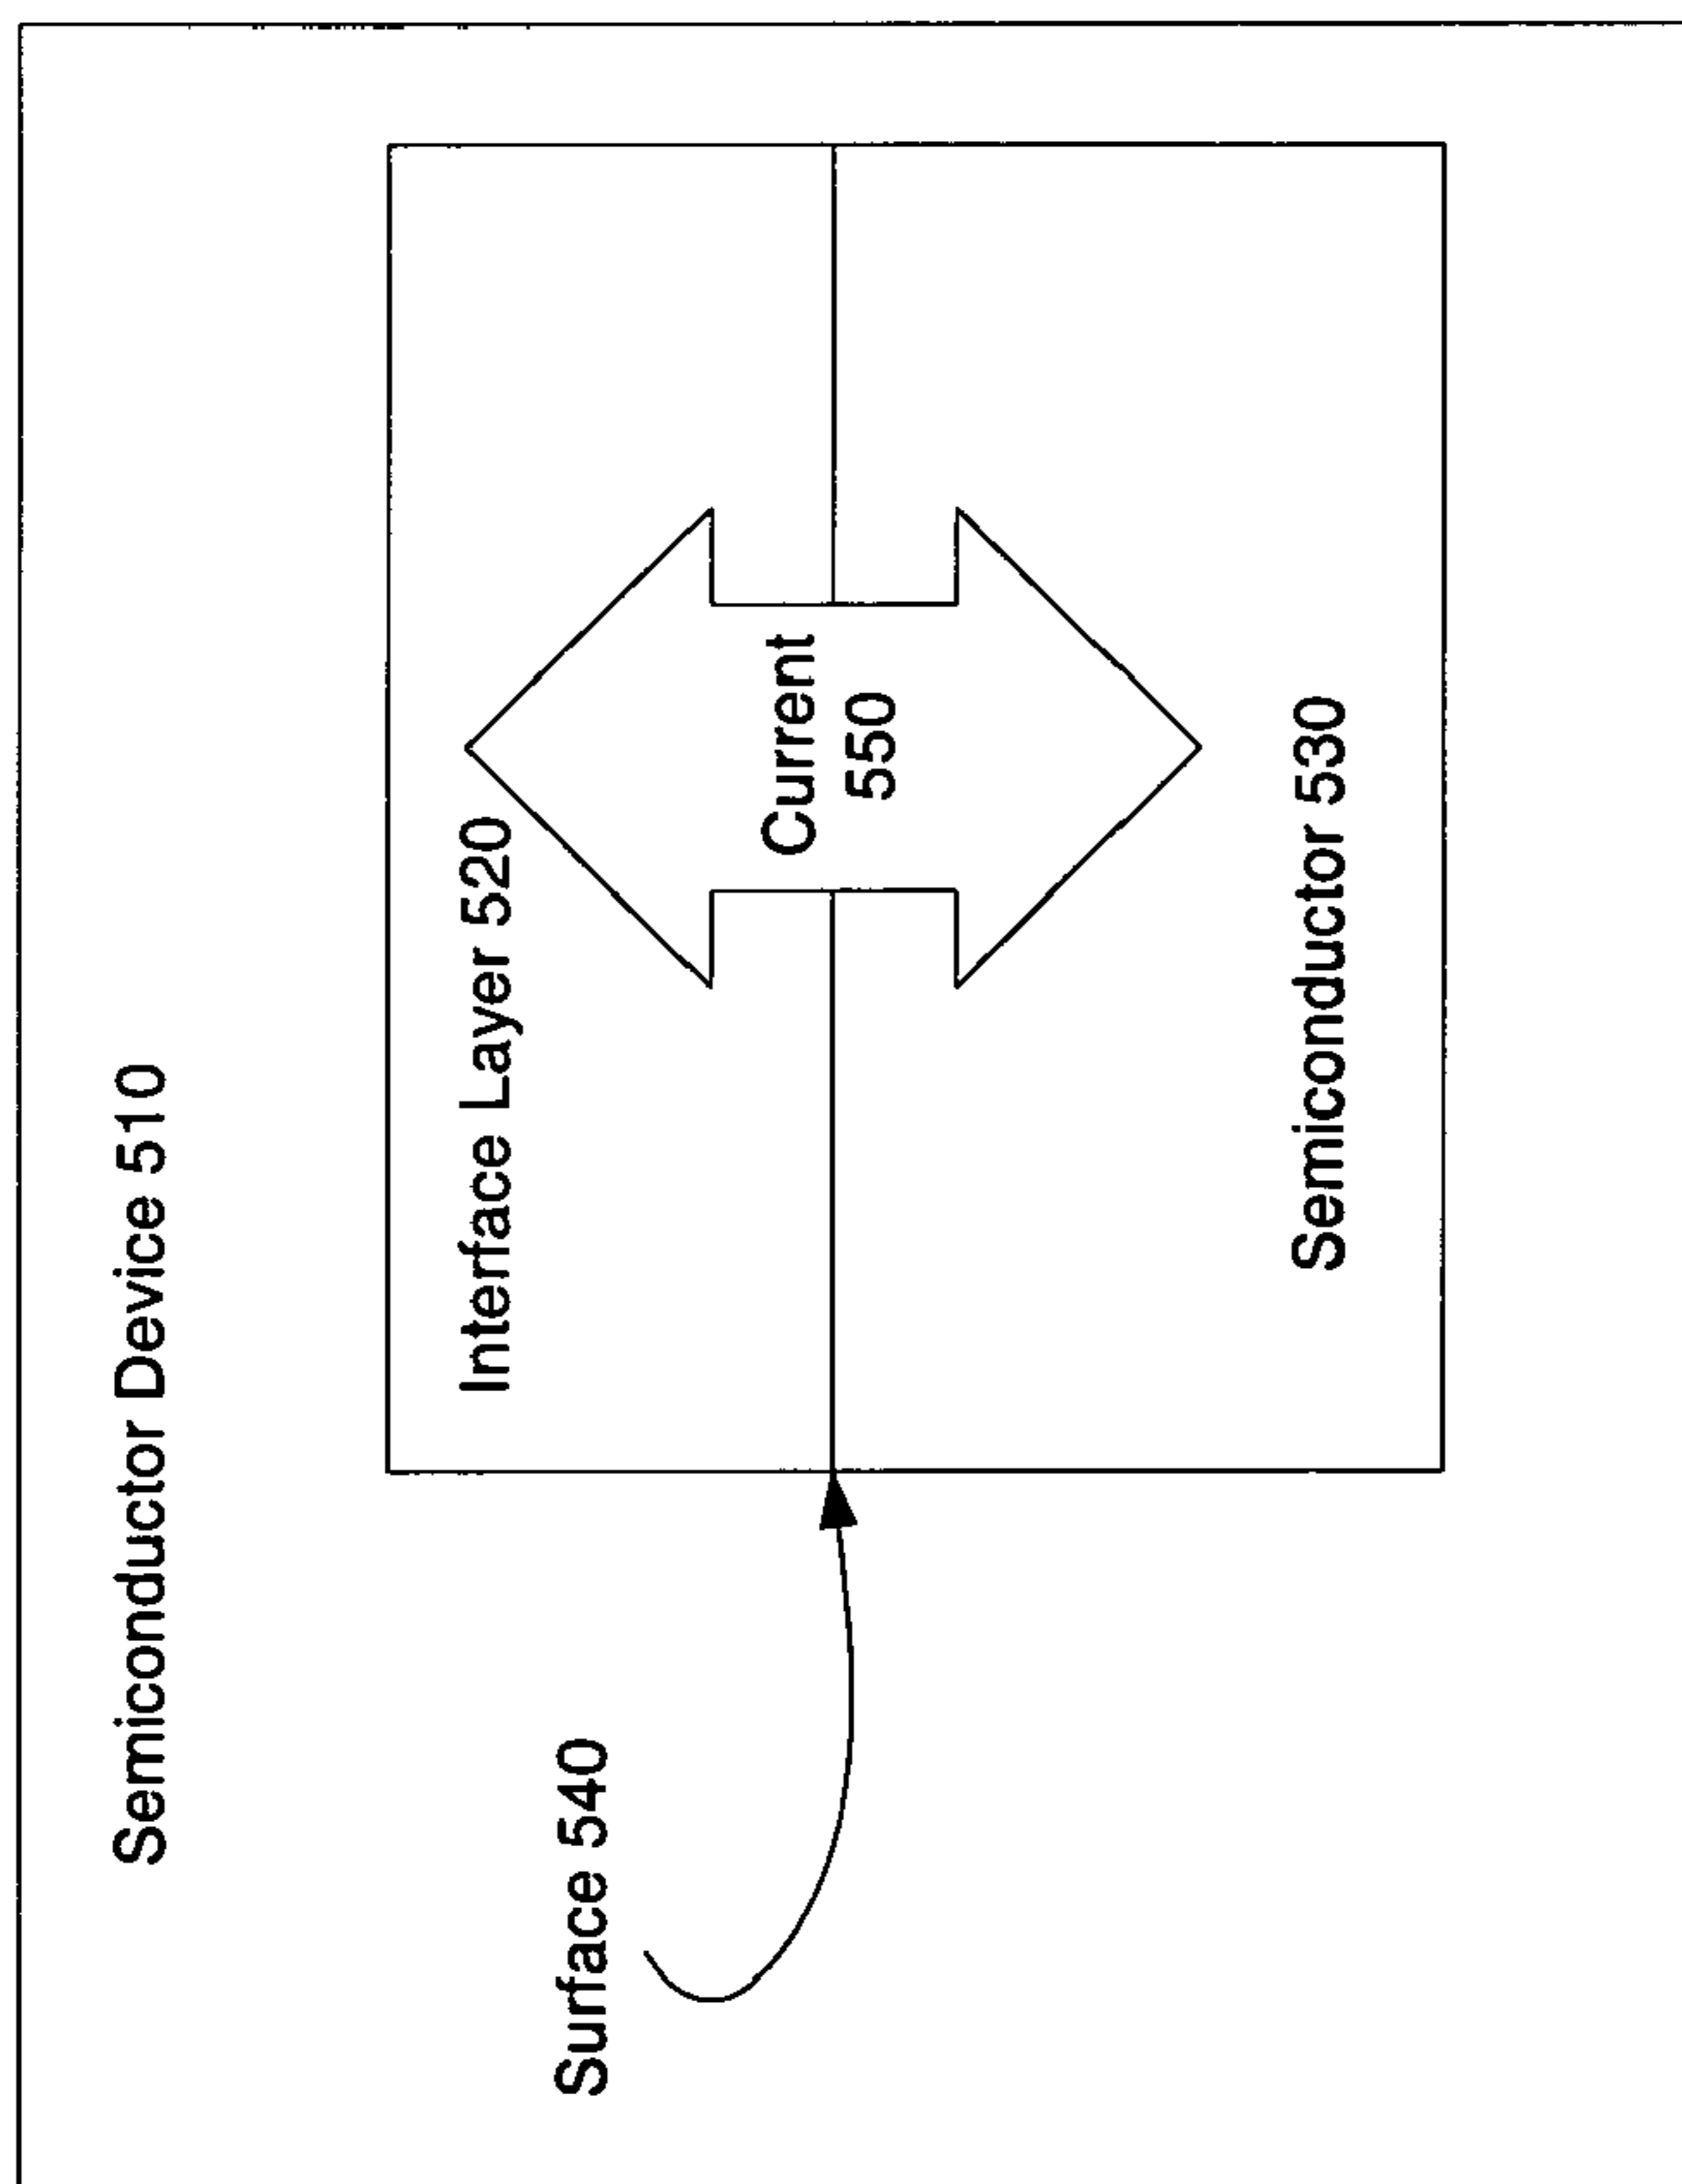 Semiconductor Device 510
Surface 540
Interface Layer 520
Current
550
Semiconductor 530